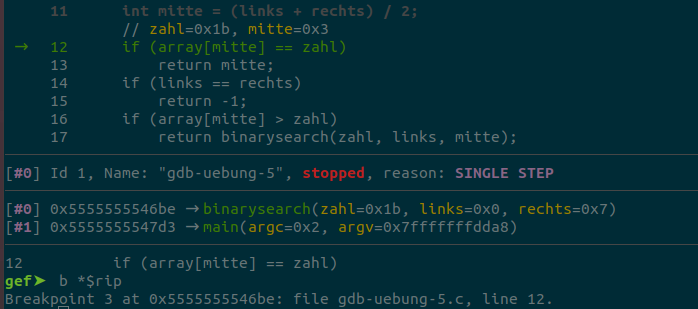 11 int mitte = (links + rechts) / 2;
// zahl=0x1b, mitte=0x3
→ 12 if (array[mitte] == zahl)
13 return mitte;
14 if (links == rechts)
15 return -1;
16 if (array[mitte] > zahl)
17 return binarysearch(zahl, links, mitte);
[#0] Id 1, Name: "gdb-uebung-5", stopped, reason: SINGLE STEP
[#0] 0x5555555546be → binarysearch(zahl=0x1b, links=0x0, rechts=0x7)
[#1] 0x5555555547d3 → main(argc=0x2, argv=0x7fffffffdda8)
12 if (array[mitte] == zahl)
gef➤ b *$rip
Breakpoint 3 at 0x5555555546be: file gdb-uebung-5.c, line 12.